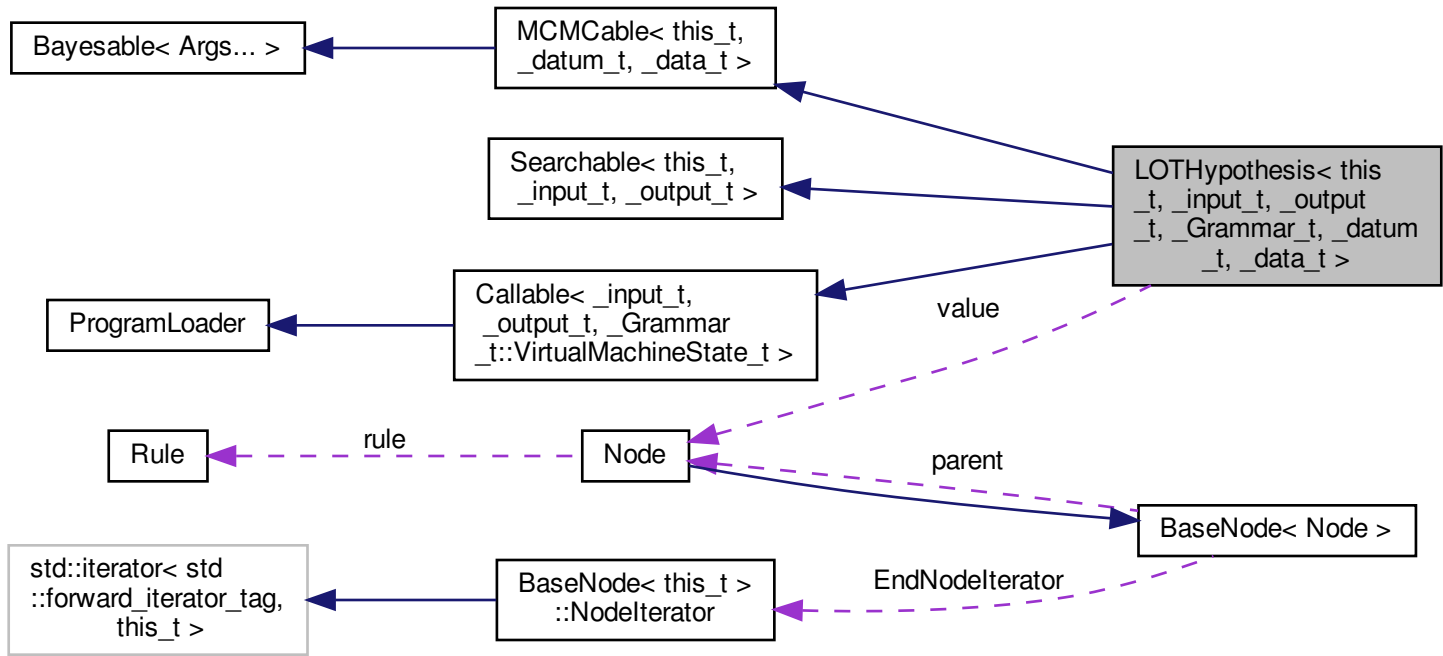 Bayesable< Args... >
MCMCable< this_t,
_datum_t, _data_t >
Searchable< this_t,
_input_t, _output_t >
LOTHypothesis< this
_t, _input_t, _output
_t, _Grammar_t, _datum
_t, _data_t >
ProgramLoader
Callable< _input_t,
_output_t, _Grammar
_t::VirtualMachineState_t >
value
Rule
rule
Node
parent
BaseNode< Node >
std::iterator< std
::forward_iterator_tag,
this_t >
BaseNode< this_t >
::NodeIterator
EndNodeIterator